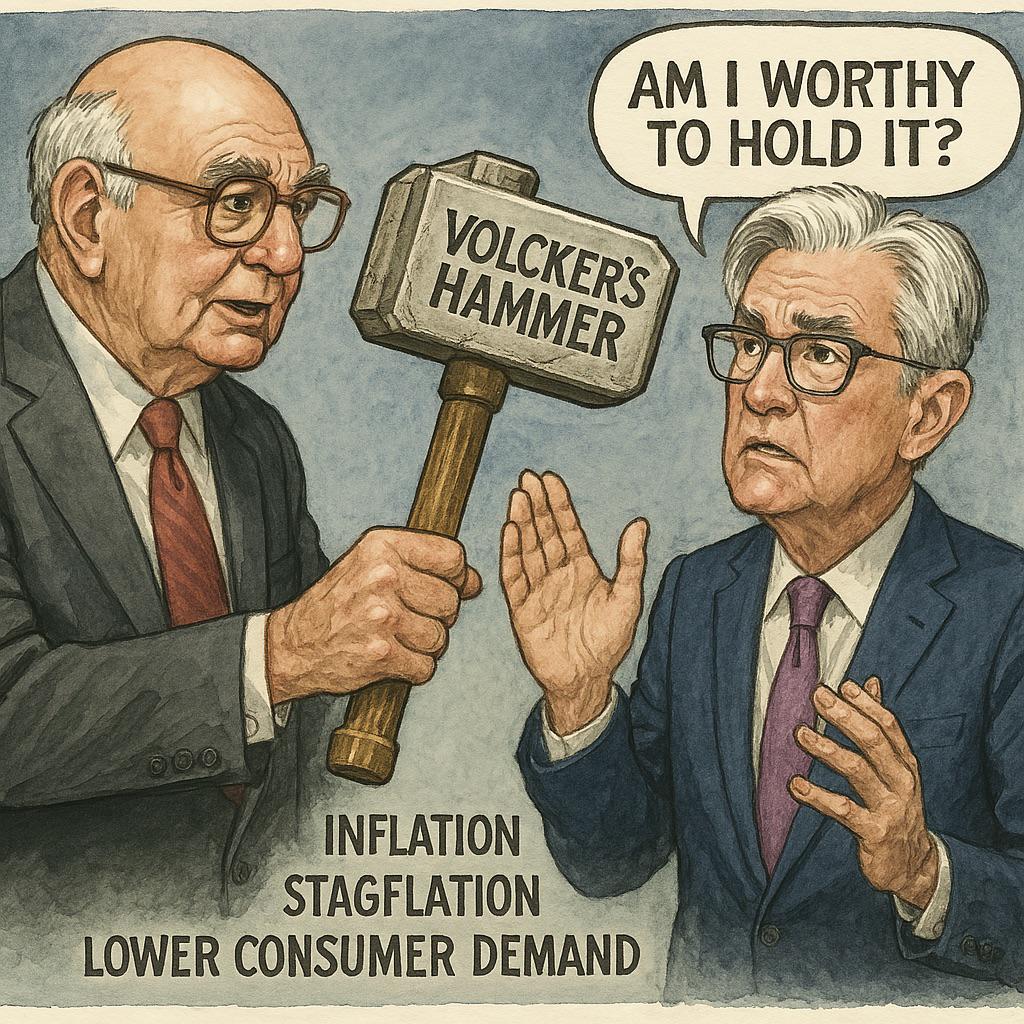 AM I WORTHY
TO HOLD IT?
VOLCKER'S
HAMMER
INFLATION
STAGFLATION
LOWER CONSUMER DEMAND